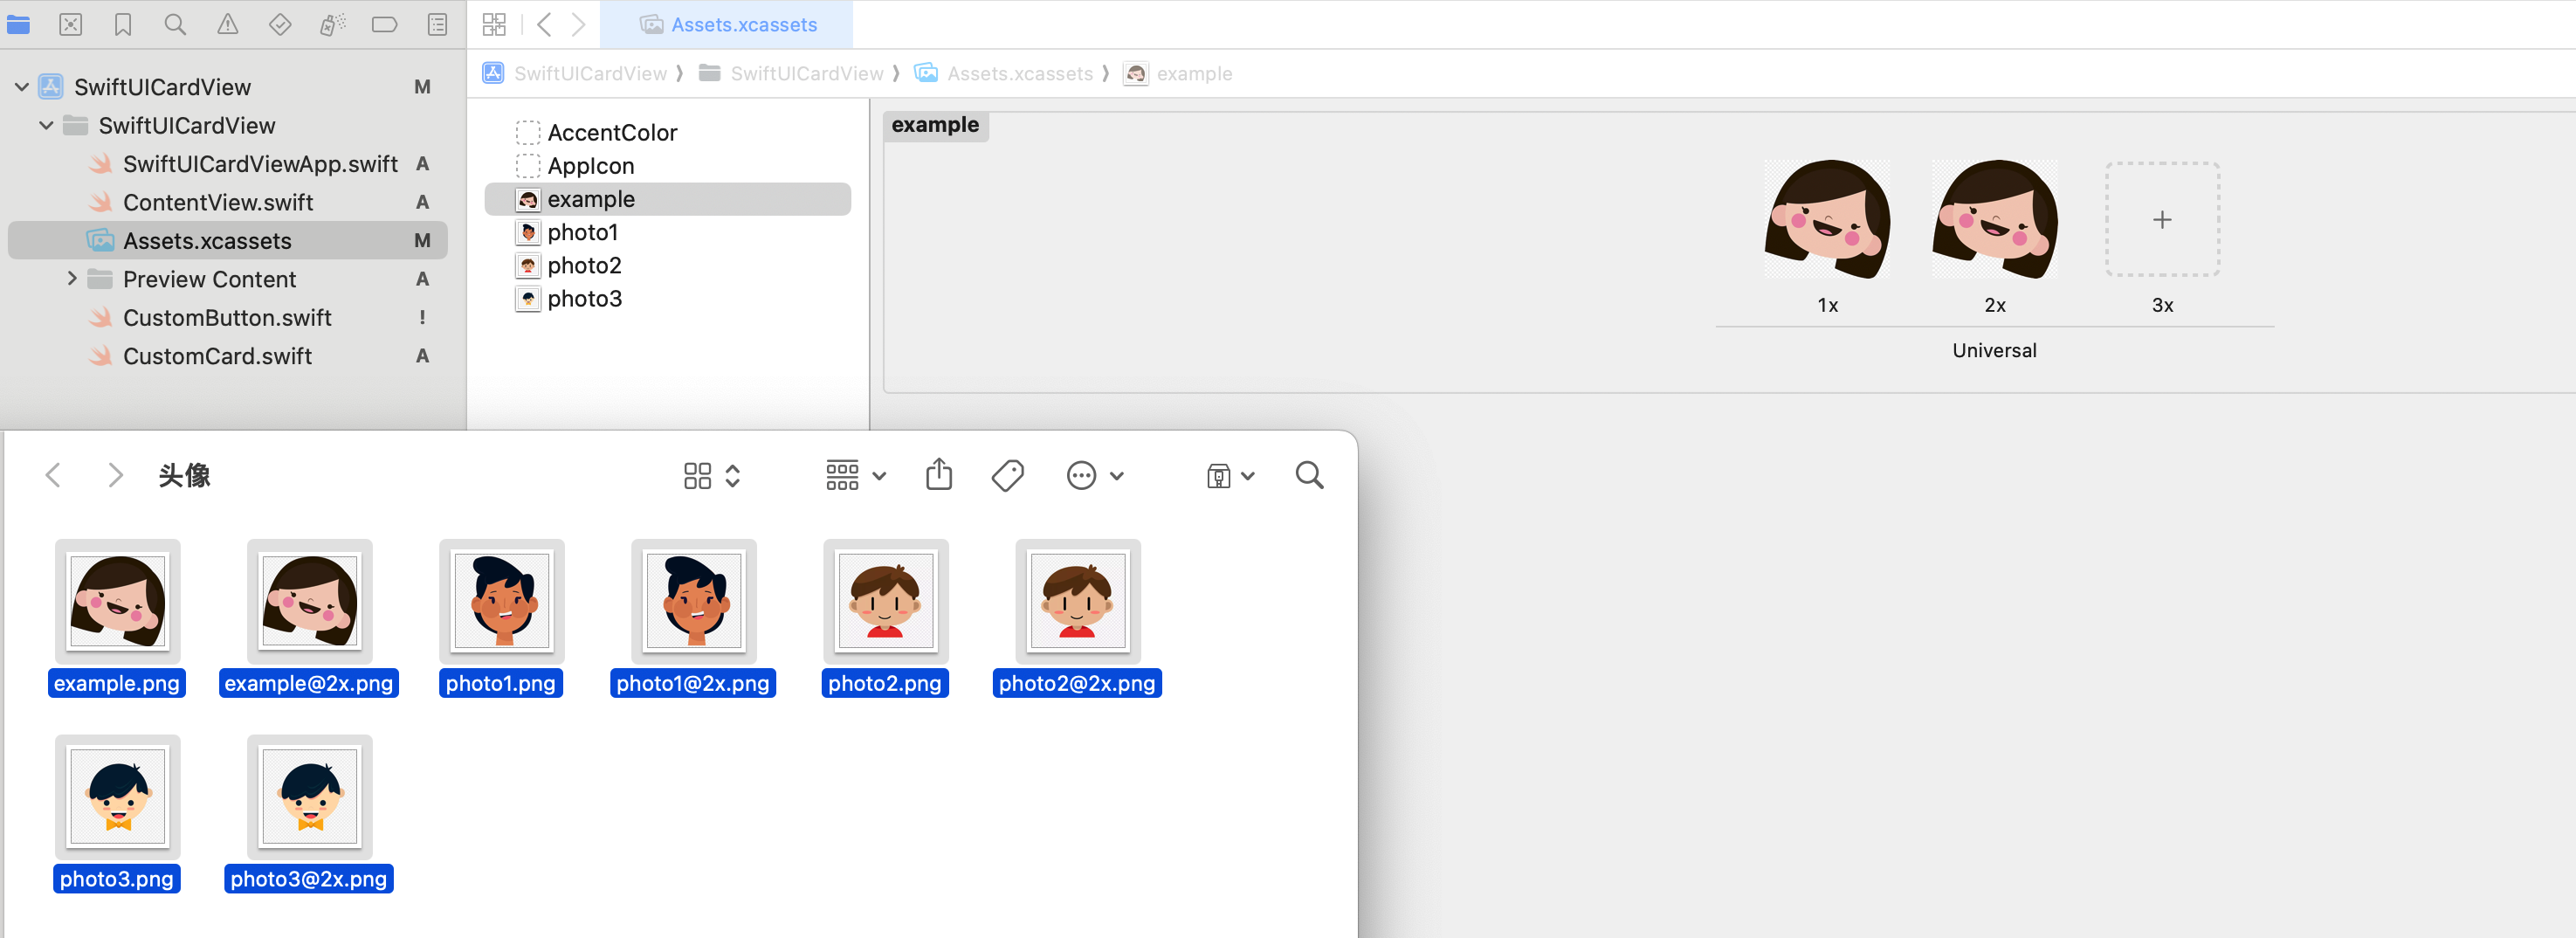 Assets.xcassets
SwiftUICardView
M
SwiftUICardView
SwiftUICardViewApp.swift A
ContentView.swift A
Assets.xcassets M
Preview Content A
CustomButton.swift !
CustomCard.swift A
SwiftUICardView ⟩ SwiftUICardView ⟩ Assets.xcassets ⟩ example
AccentColor
AppIcon
example
photo1
photo2
photo3
example
1x 2x 3x
Universal
头像
example.png example@2x.png photo1.png photo1@2x.png photo2.png photo2@2x.png
photo3.png photo3@2x.png